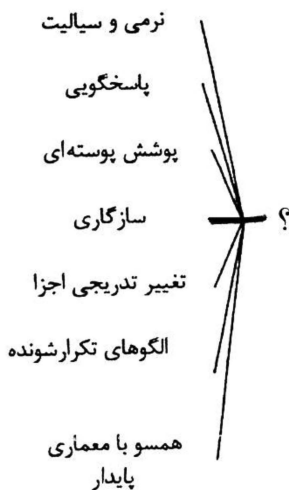 نرمی و سیالیت
پاسخگویی
پوشش پوسته‌ای
سازگاری
؟
تغییر تدریجی اجزا
الگوهای تکرارشونده
همسو با معماری
پایدار